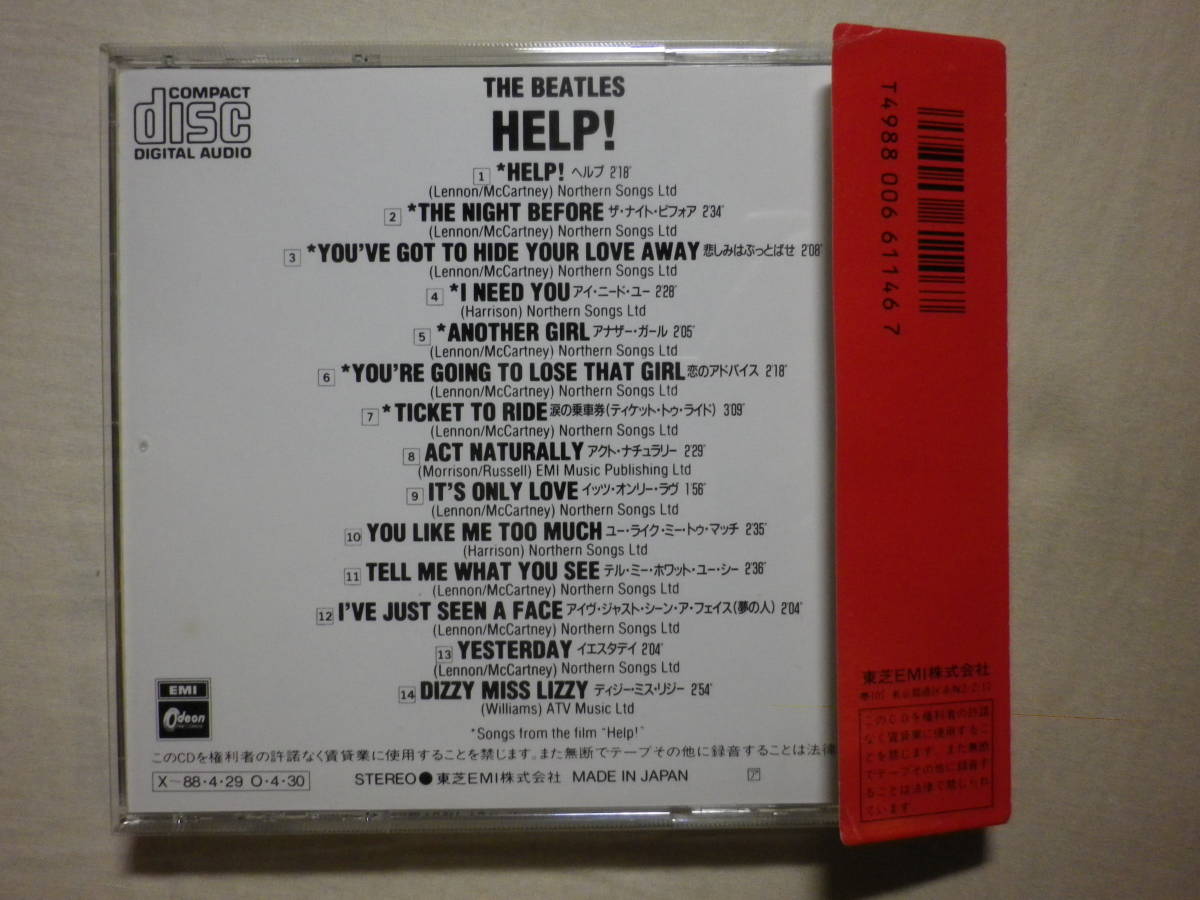 COMPACT
disc
DIGITAL AUDIO
THE BEATLES
HELP!
1 *HELP! ヘルプ 2'18"
(Lennon/McCartney) Northern Songs Ltd
2 *THE NIGHT BEFORE ザ・ナイト・ビフォア 2'34"
(Lennon/McCartney) Northern Songs Ltd
3 *YOU'VE GOT TO HIDE YOUR LOVE AWAY 悲しみはぶっとばせ 2'08"
(Lennon/McCartney) Northern Songs Ltd
4 *I NEED YOU アイ・ニード・ユー 2'28"
(Harrison) Northern Songs Ltd
5 *ANOTHER GIRL アナザー・ガール 2'05"
(Lennon/McCartney) Northern Songs Ltd
6 *YOU'RE GOING TO LOSE THAT GIRL 恋のアドバイス 2'18"
(Lennon/McCartney) Northern Songs Ltd
7 *TICKET TO RIDE 涙の乗車券(ティケット・トゥ・ライド) 3'09"
(Lennon/McCartney) Northern Songs Ltd
8 ACT NATURALLY アクト・ナチュラリー 2'29"
(Morrison/Russell) EMI Music Publishing Ltd
9 IT'S ONLY LOVE イッツ・オンリー・ラヴ 1'56"
(Lennon/McCartney) Northern Songs Ltd
10 YOU LIKE ME TOO MUCH ユー・ライク・ミー・トゥ・マッチ 2'35"
(Harrison) Northern Songs Ltd
11 TELL ME WHAT YOU SEE テル・ミー・ホワット・ユー・シー 2'36"
(Lennon/McCartney) Northern Songs Ltd
12 I'VE JUST SEEN A FACE アイヴ・ジャスト・シーン・ア・フェイス(夢の人) 2'04"
(Lennon/McCartney) Northern Songs Ltd
13 YESTERDAY イエスタデイ 2'04"
(Lennon/McCartney) Northern Songs Ltd
14 DIZZY MISS LIZZY ディジー・ミス・リジー 2'54"
(Williams) ATV Music Ltd
*Songs from the film "Help!"
EMI
Odeon
このCDを権利者の許諾なく賃貸業に使用することを禁じます。また無断でテープその他に録音することは法律
X-88・4・29 O・4・30
STEREO ● 東芝EMI株式会社 MADE IN JAPAN ア
T4988 006 61146 7
東芝EMI株式会社
このCDを権利者の許諾
なく賃貸業に使用するこ
とを禁じます。また無断
でテープその他に録音す
ることは法律で禁じられ
ています。